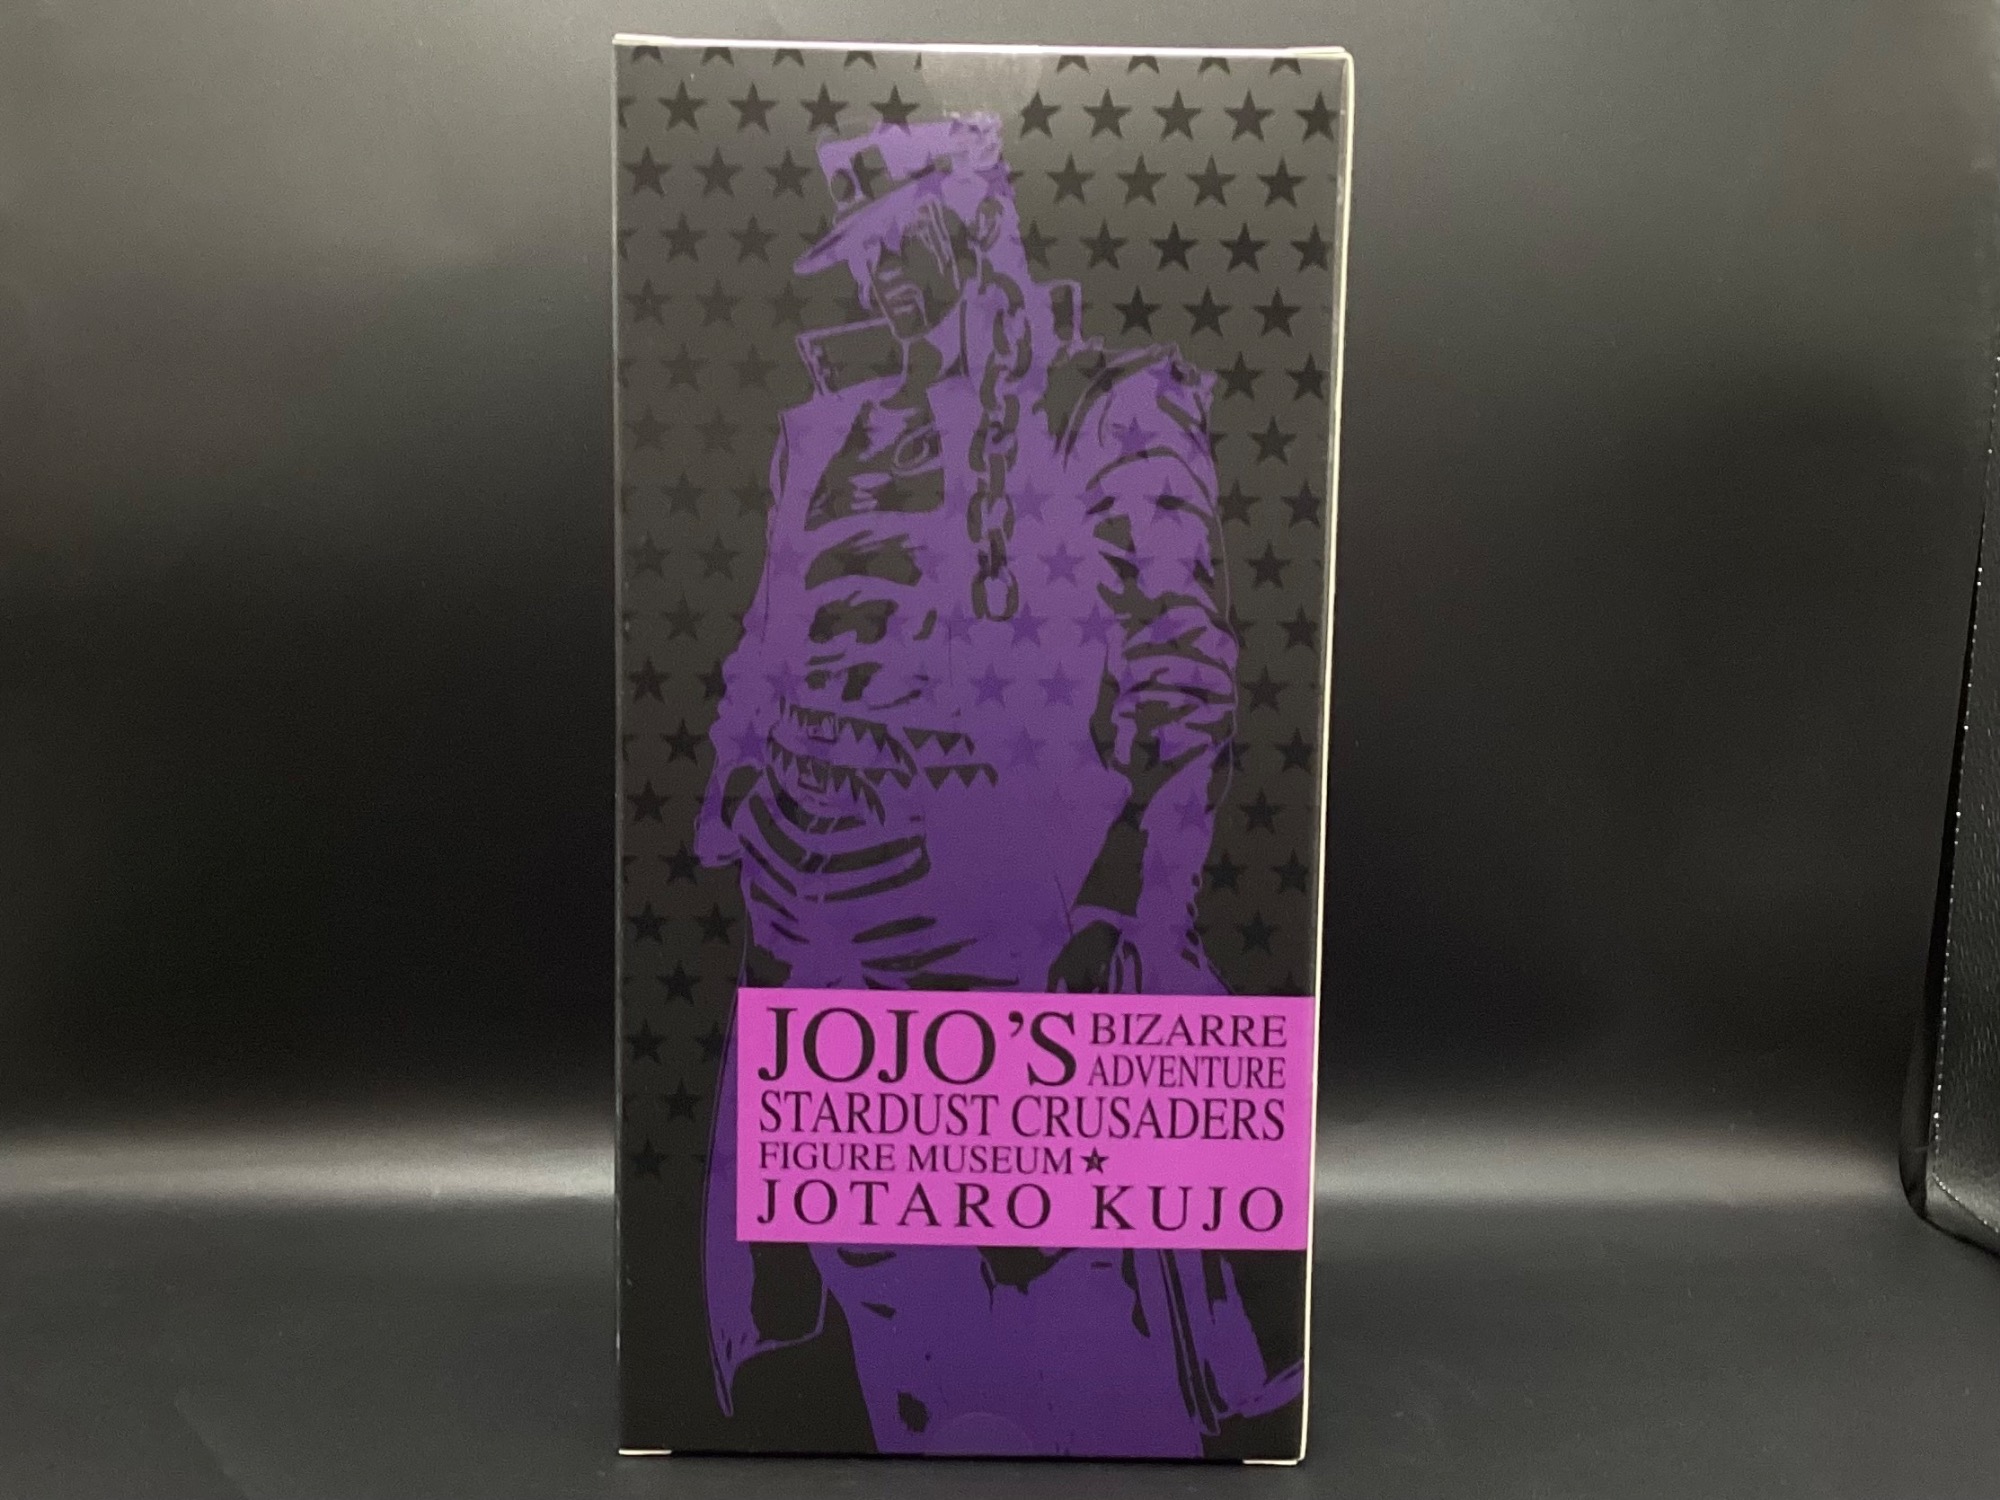 JOJO'S BIZARRE
ADVENTURE
STARDUST CRUSADERS
FIGURE MUSEUM★
JOTARO KUJO